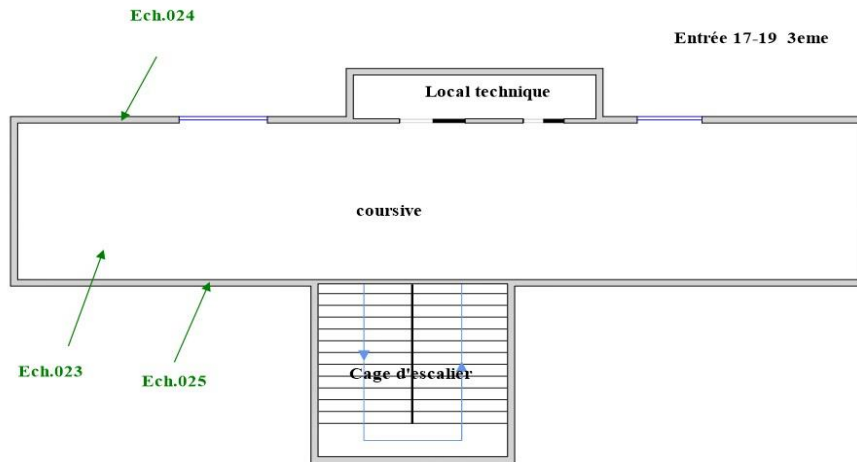 Ech.024
Entrée 17-19 3eme
Local technique
coursive
Ech.023
Ech.025
Cage d'escalier